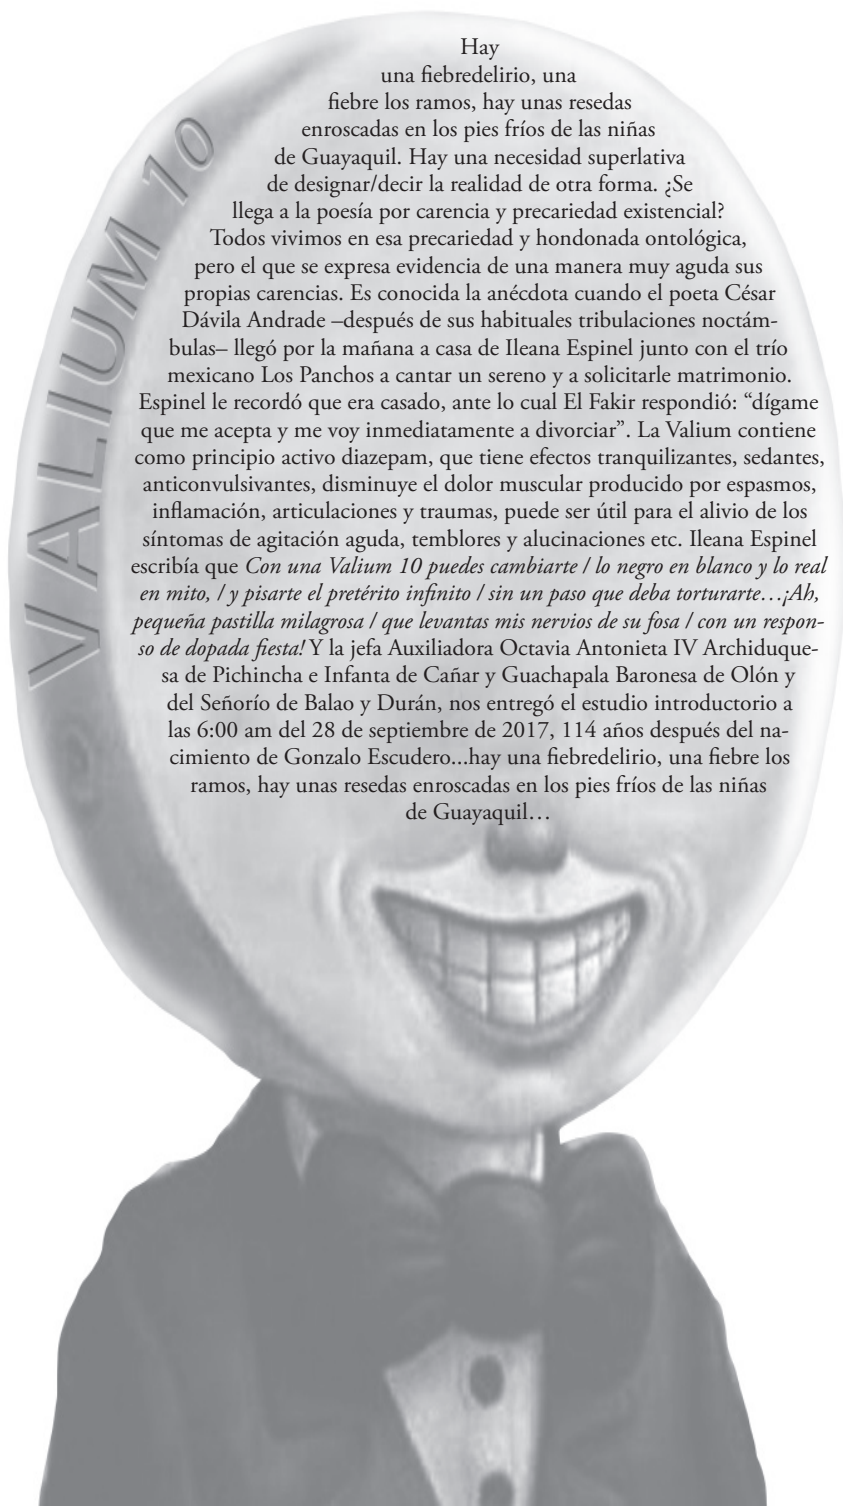 Hay
una fiebredelirio, una
fiebre los ramos, hay unas resedas
enroscadas en los pies fríos de las niñas
de Guayaquil. Hay una necesidad superlativa
de designar/decir la realidad de otra forma. ¿Se
llega a la poesía por carencia y precariedad existencial?
Todos vivimos en esa precariedad y hondonada ontológica,
pero el que se expresa evidencia de una manera muy aguda sus
propias carencias. Es conocida la anécdota cuando el poeta César
Dávila Andrade –después de sus habituales tribulaciones noctám-
bulas– llegó por la mañana a casa de Ileana Espinel junto con el trío
mexicano Los Panchos a cantar un sereno y a solicitarle matrimonio.
Espinel le recordó que era casado, ante lo cual El Fakir respondió: “dígame
que me acepta y me voy inmediatamente a divorciar”. La Valium contiene
como principio activo diazepam, que tiene efectos tranquilizantes, sedantes,
anticonvulsivantes, disminuye el dolor muscular producido por espasmos,
inflamación, articulaciones y traumas, puede ser útil para el alivio de los
síntomas de agitación aguda, temblores y alucinaciones etc. Ileana Espinel
escribía que Con una Valium 10 puedes cambiarte / lo negro en blanco y lo real
en mito, / y pisarte el pretérito infinito / sin un paso que deba torturarte…¡Ah,
pequeña pastilla milagrosa / que levantas mis nervios de su fosa / con un respon-
so de dopada fiesta! Y la jefa Auxiliadora Octavia Antonieta IV Archiduque-
sa de Pichincha e Infanta de Cañar y Guachapala Baronesa de Olón y
del Señorío de Balao y Durán, nos entregó el estudio introductorio a
las 6:00 am del 28 de septiembre de 2017, 114 años después del na-
cimiento de Gonzalo Escudero...hay una fiebredelirio, una fiebre los
ramos, hay unas resedas enroscadas en los pies fríos de las niñas
de Guayaquil…
VALIUM 10